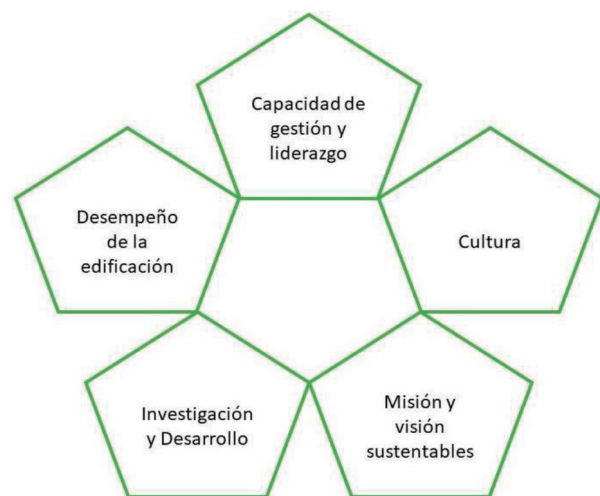 Capacidad de
gestión y
liderazgo
Desempeño
de la
edificación
Cultura
Investigación
y Desarrollo
Misión y
visión
sustentables